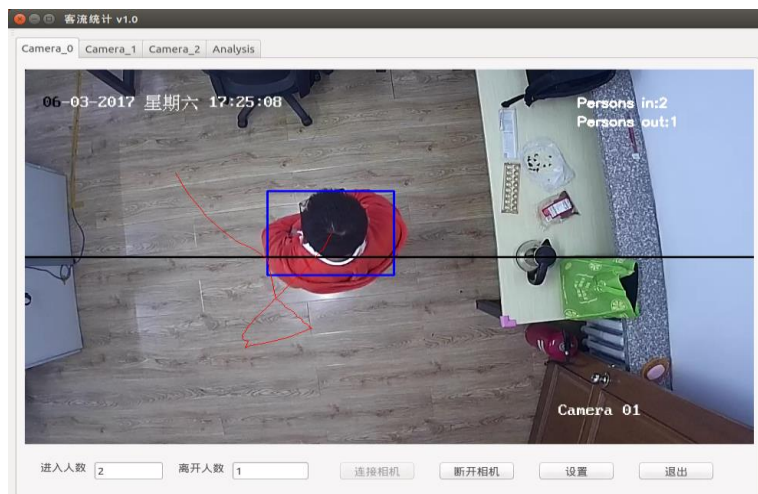 客流统计 v1.0
Camera_0 Camera_1 Camera_2 Analysis
06-03-2017 星期六 17:25:08
Persons in:2
Persons out:1
Camera 01
进入人数 2 离开人数 1 连接相机 断开相机 设置 退出